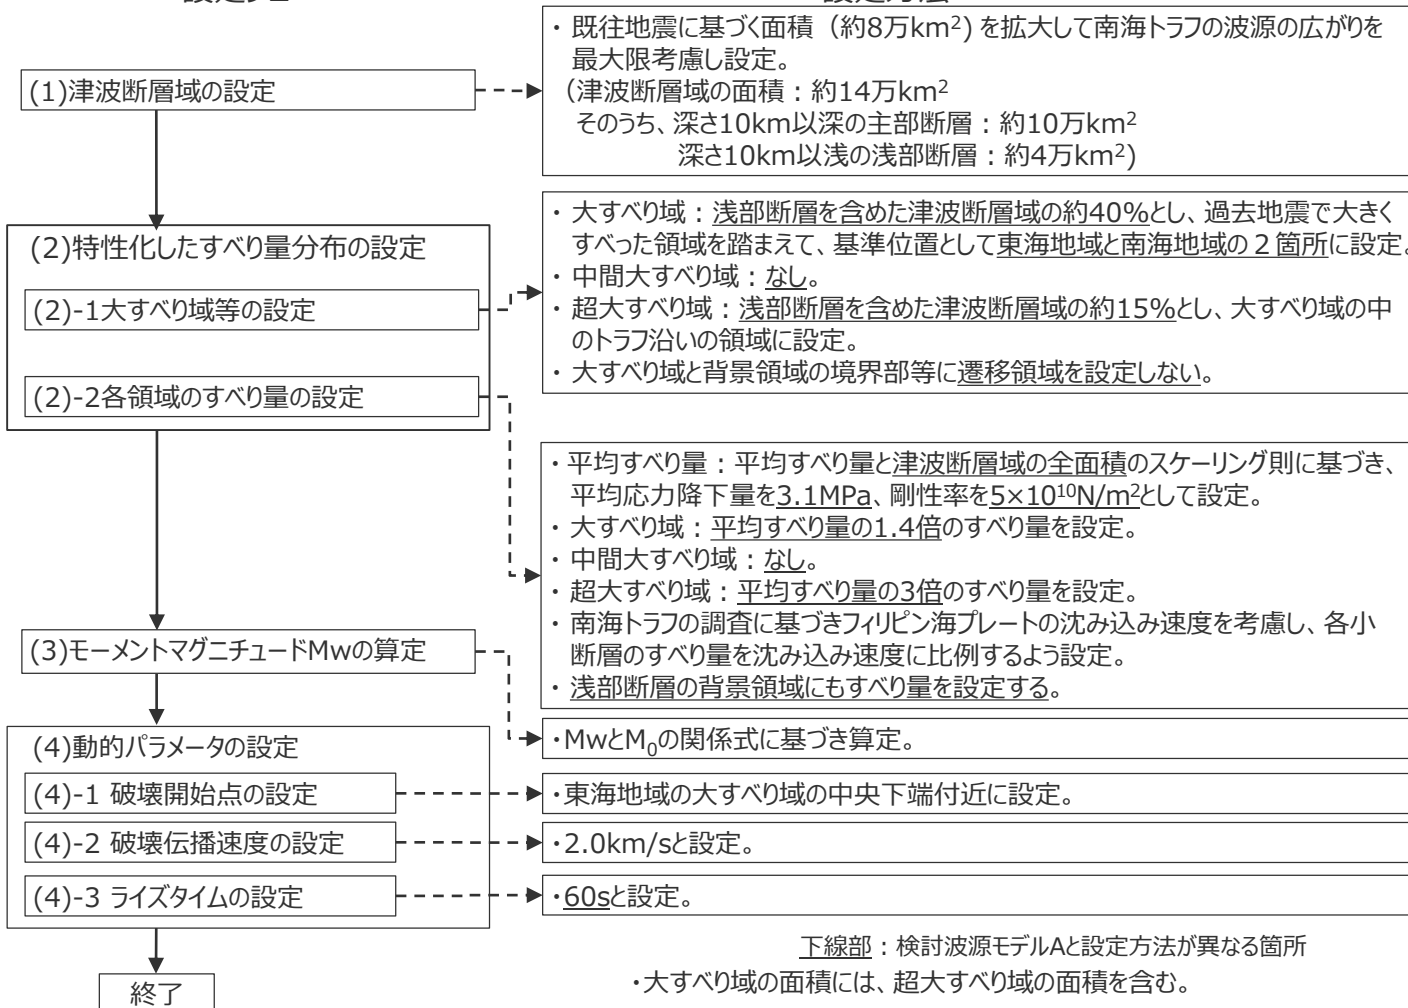 (1)津波断層域の設定
・既往地震に基づく面積（約8万km²) を拡大して南海トラフの波源の広がりを
最大限考慮し設定。
（津波断層域の面積：約14万km²
そのうち、深さ10km以深の主部断層：約10万km²
深さ10km以浅の浅部断層：約4万km²)
(2)特性化したすべり量分布の設定
(2)-1大すべり域等の設定
・大すべり域：浅部断層を含めた津波断層域の約40%とし、過去地震で大きく
すべった領域を踏まえて、基準位置として東海地域と南海地域の２箇所に設定。
・中間大すべり域：なし。
・超大すべり域：浅部断層を含めた津波断層域の約15%とし、大すべり域の中
のトラフ沿いの領域に設定。
・大すべり域と背景領域の境界部等に遷移領域を設定しない。
(2)-2各領域のすべり量の設定
・平均すべり量：平均すべり量と津波断層域の全面積のスケーリング則に基づき、
平均応力降下量を3.1MPa、剛性率を5×10¹⁰N/m²として設定。
・大すべり域：平均すべり量の1.4倍のすべり量を設定。
・中間大すべり域：なし。
・超大すべり域：平均すべり量の3倍のすべり量を設定。
・南海トラフの調査に基づきフィリピン海プレートの沈み込み速度を考慮し、各小
断層のすべり量を沈み込み速度に比例するよう設定。
・浅部断層の背景領域にもすべり量を設定する。
(3)モーメントマグニチュードMwの算定
・MwとM₀の関係式に基づき算定。
(4)動的パラメータの設定
(4)-1 破壊開始点の設定
・東海地域の大すべり域の中央下端付近に設定。
(4)-2 破壊伝播速度の設定
・2.0km/sと設定。
(4)-3 ライズタイムの設定
・60sと設定。
下線部：検討波源モデルAと設定方法が異なる箇所
・大すべり域の面積には、超大すべり域の面積を含む。
終了